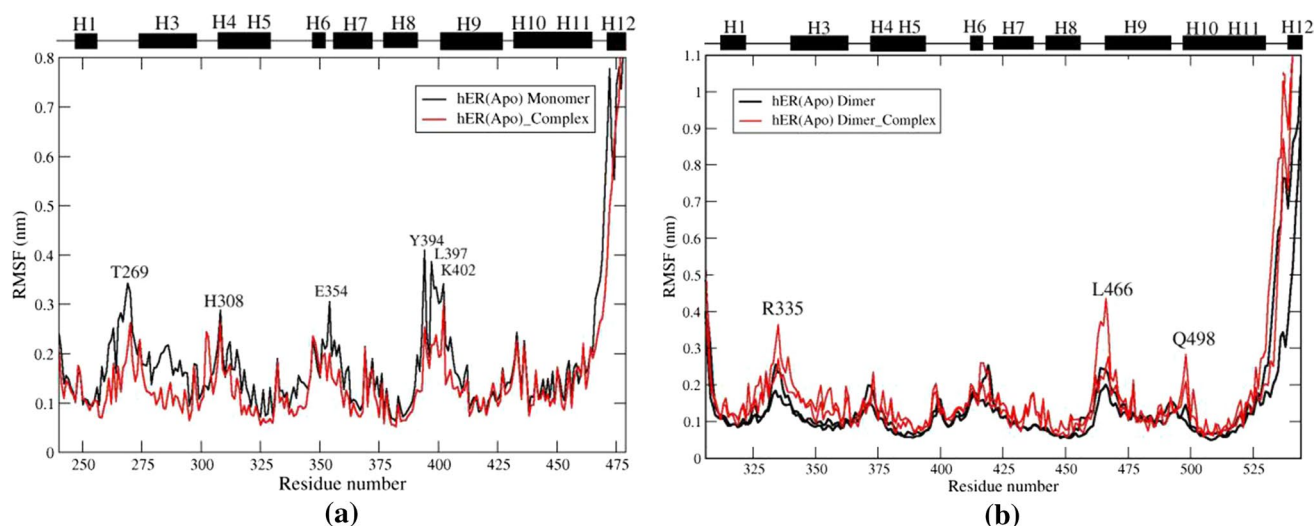 H1 H3 H4 H5 H6 H7 H8 H9 H10 H11 H12
0.8
0.7
0.6
0.5
0.4
0.3
0.2
0.1
0
RMSF (nm)
hER(Apo) Monomer
hER(Apo)_Complex
T269
H308
E354
Y394
L397
K402
250 275 300 325 350 375 400 425 450 475
Residue number
(a)
H1 H3 H4 H5 H6 H7 H8 H9 H10 H11 H12
1.1
1
0.9
0.8
0.7
0.6
0.5
0.4
0.3
0.2
0.1
0
RMSF (nm)
hER(Apo) Dimer
hER(Apo) Dimer_Complex
R335
L466
Q498
325 350 375 400 425 450 475 500 525
Residue number
(b)